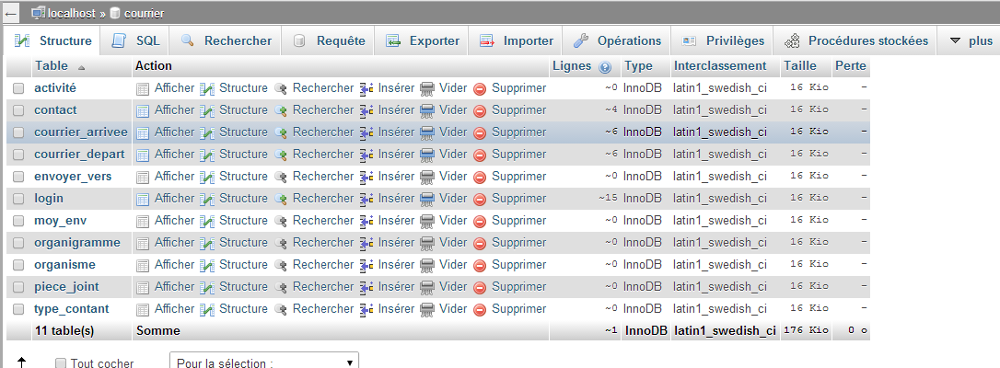 localhost » courrier
Structure SQL Rechercher Requête Exporter Importer Opérations Privilèges Procédures stockées plus
Table Action Lignes Type Interclassement Taille Perte
activité Afficher Structure Rechercher Insérer Vider Supprimer ~0 InnoDB latin1_swedish_ci 16 Kio -
contact Afficher Structure Rechercher Insérer Vider Supprimer ~4 InnoDB latin1_swedish_ci 16 Kio -
courrier_arrivee Afficher Structure Rechercher Insérer Vider Supprimer ~6 InnoDB latin1_swedish_ci 16 Kio -
courrier_depart Afficher Structure Rechercher Insérer Vider Supprimer ~6 InnoDB latin1_swedish_ci 16 Kio -
envoyer_vers Afficher Structure Rechercher Insérer Vider Supprimer ~0 InnoDB latin1_swedish_ci 16 Kio -
login Afficher Structure Rechercher Insérer Vider Supprimer ~15 InnoDB latin1_swedish_ci 16 Kio -
moy_env Afficher Structure Rechercher Insérer Vider Supprimer ~0 InnoDB latin1_swedish_ci 16 Kio -
organigramme Afficher Structure Rechercher Insérer Vider Supprimer ~0 InnoDB latin1_swedish_ci 16 Kio -
organisme Afficher Structure Rechercher Insérer Vider Supprimer ~0 InnoDB latin1_swedish_ci 16 Kio -
piece_joint Afficher Structure Rechercher Insérer Vider Supprimer ~0 InnoDB latin1_swedish_ci 16 Kio -
type_contant Afficher Structure Rechercher Insérer Vider Supprimer ~0 InnoDB latin1_swedish_ci 16 Kio -
11 table(s) Somme ~1 InnoDB latin1_swedish_ci 176 Kio 0 o
Tout cocher Pour la sélection :